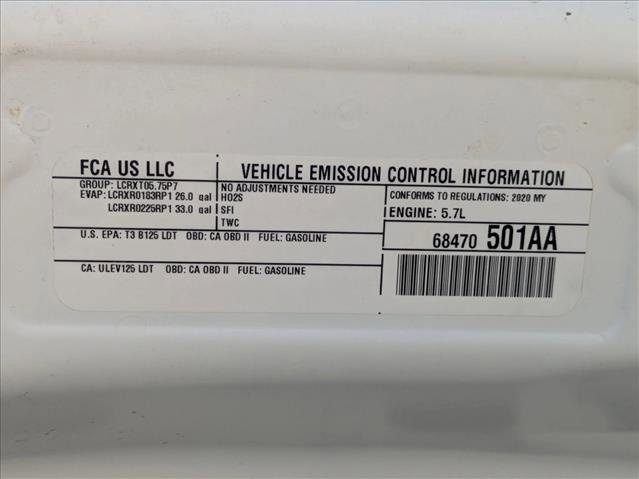 FCA US LLC
VEHICLE EMISSION CONTROL INFORMATION
GROUP: LCRXT05.75P7
EVAP: LCRXR0183RP1 26.0 gal
LCRXR0225RP1 33.0 gal
NO ADJUSTMENTS NEEDED
HO2S
SFI
TWC
CONFORMS TO REGULATIONS: 2020 MY
ENGINE: 5.7L
U.S. EPA: T3 B125 LDT OBD: CA OBD II FUEL: GASOLINE
68470 501AA
CA: ULEV125 LDT OBD: CA OBD II FUEL: GASOLINE